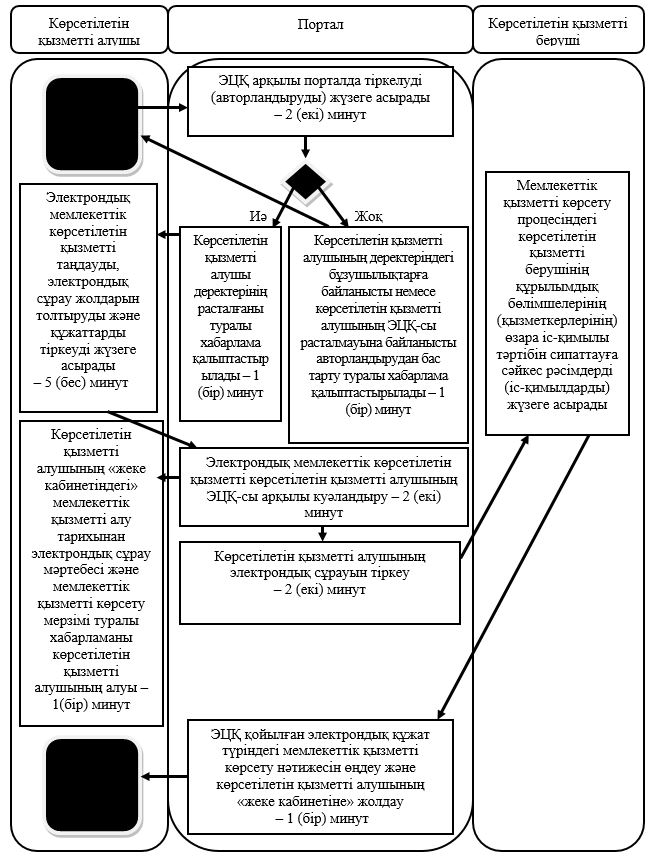 Көрсетілетін
қызметті алушы
Портал
Көрсетілетін қызметті
беруші
ЭЦҚ арқылы порталда тіркелуді
(авторландыруды) жүзеге асырады
– 2 (екі) минут
Иә
Жоқ
Электрондық
мемлекеттік
көрсетілетін
қызметті
таңдауды,
электрондық
сұрау жолдарын
толтыруды және
құжаттарды
тіркеуді жүзеге
асырады
– 5 (бес) минут
Көрсетілетін
қызметті
алушы
деректерінің
расталғаны
туралы
хабарлама
қалыптастыр
ылады – 1
(бір) минут
Көрсетілетін қызметті
алушының деректеріндегі
бұзушылықтарға
байланысты немесе
көрсетілетін қызметті
алушының ЭЦҚ-сы
расталмауына байланысты
авторландырудан бас
тарту туралы хабарлама
қалыптастырылады – 1
(бір) минут
Мемлекеттік
қызметті көрсету
процесіндегі
көрсетілетін
қызметті
берушінің
құрылымдық
бөлімшелерінің
(қызметкерлерінің)
өзара іс-қимылы
тәртібін сипаттауға
сәйкес рәсімдерді
(іс-қимылдарды)
жүзеге асырады
Көрсетілетін
қызметті
алушының «жеке
кабинетіндегі»
мемлекеттік
қызметті алу
тарихынан
электрондық сұрау
мәртебесі және
мемлекеттік
қызметті көрсету
мерзімі туралы
хабарламаны
көрсетілетін
қызметті
алушының алуы –
1(бір) минут
Электрондық мемлекеттік көрсетілетін
қызметті көрсетілетін қызметті алушының
ЭЦҚ-сы арқылы куәландыру – 2 (екі)
минут
Көрсетілетін қызметті алушының
электрондық сұрауын тіркеу
– 2 (екі) минут
ЭЦҚ қойылған электрондық құжат
түріндегі мемлекеттік қызметті
көрсету нәтижесін өңдеу және
көрсетілетін қызметті алушының
«жеке кабинетіне» жолдау
– 1 (бір) минут